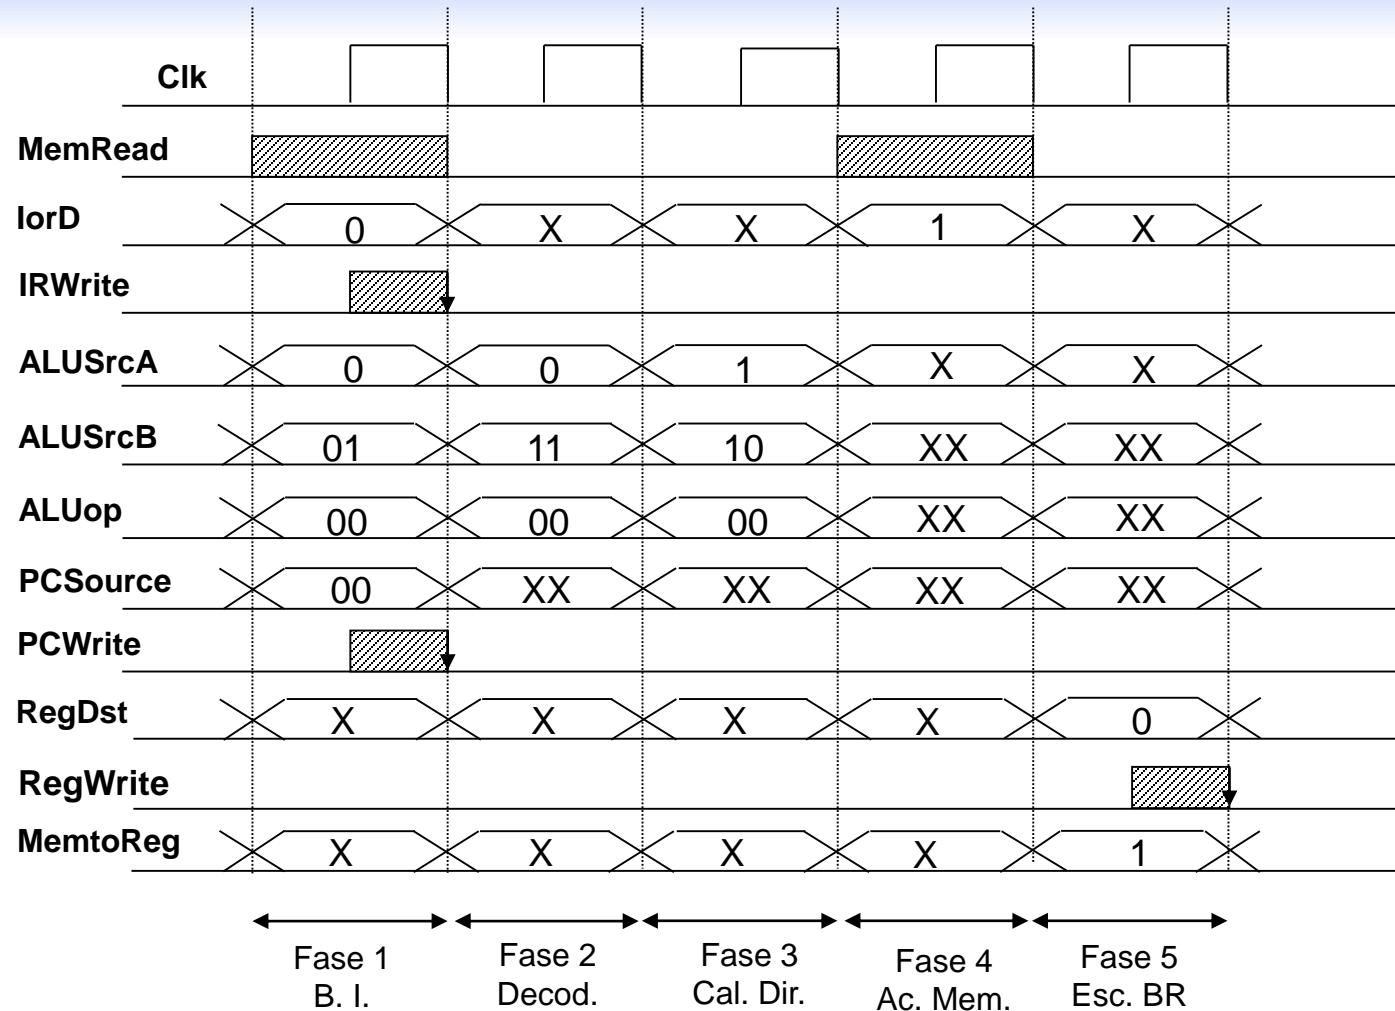 Clk
MemRead
IorD 0 X X 1 X
IRWrite
ALUSrcA 0 0 1 X X
ALUSrcB 01 11 10 XX XX
ALUop 00 00 00 XX XX
PCSource 00 XX XX XX XX
PCWrite
RegDst X X X X 0
RegWrite
MemtoReg X X X X 1
Fase 1 Fase 2 Fase 3 Fase 4 Fase 5
B. I. Decod. Cal. Dir. Ac. Mem. Esc. BR